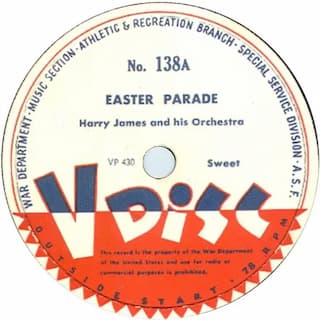 WAR DEPARTMENT · MUSIC SECTION · ATHLETIC & RECREATION BRANCH · SPECIAL SERVICE DIVISION · A.S.F.
No. 138A
EASTER PARADE
Harry James and his Orchestra
VP 430 Sweet
V DISC
This record is the property of the War Department
of the United States and use for radio or
commercial purposes is prohibited.
OUTSIDE START · 78 RPM